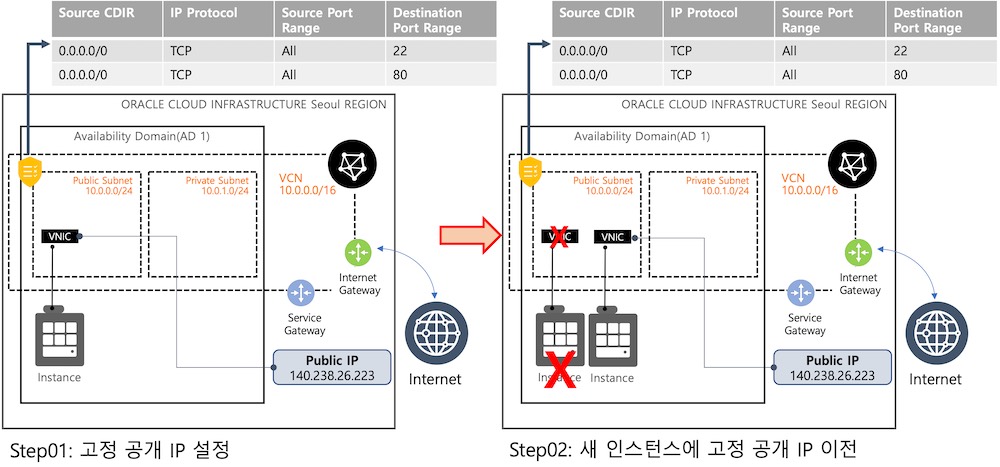 Source CDIR IP Protocol Source Port Range Destination Port Range
0.0.0.0/0 TCP All 22
0.0.0.0/0 TCP All 80
ORACLE CLOUD INFRASTRUCTURE Seoul REGION
Availability Domain(AD 1)
Public Subnet
10.0.0.0/24
Private Subnet
10.0.1.0/24
VCN
10.0.0.0/16
VNIC
Internet
Gateway
Service
Gateway
Instance
Public IP
140.238.26.223
Internet
Step01: 고정 공개 IP 설정
Source CDIR IP Protocol Source Port Range Destination Port Range
0.0.0.0/0 TCP All 22
0.0.0.0/0 TCP All 80
ORACLE CLOUD INFRASTRUCTURE Seoul REGION
Availability Domain(AD 1)
Public Subnet
10.0.0.0/24
Private Subnet
10.0.1.0/24
VCN
10.0.0.0/16
VNIC
VNIC
Internet
Gateway
Service
Gateway
Instance
Instance
Public IP
140.238.26.223
Internet
Step02: 새 인스턴스에 고정 공개 IP 이전